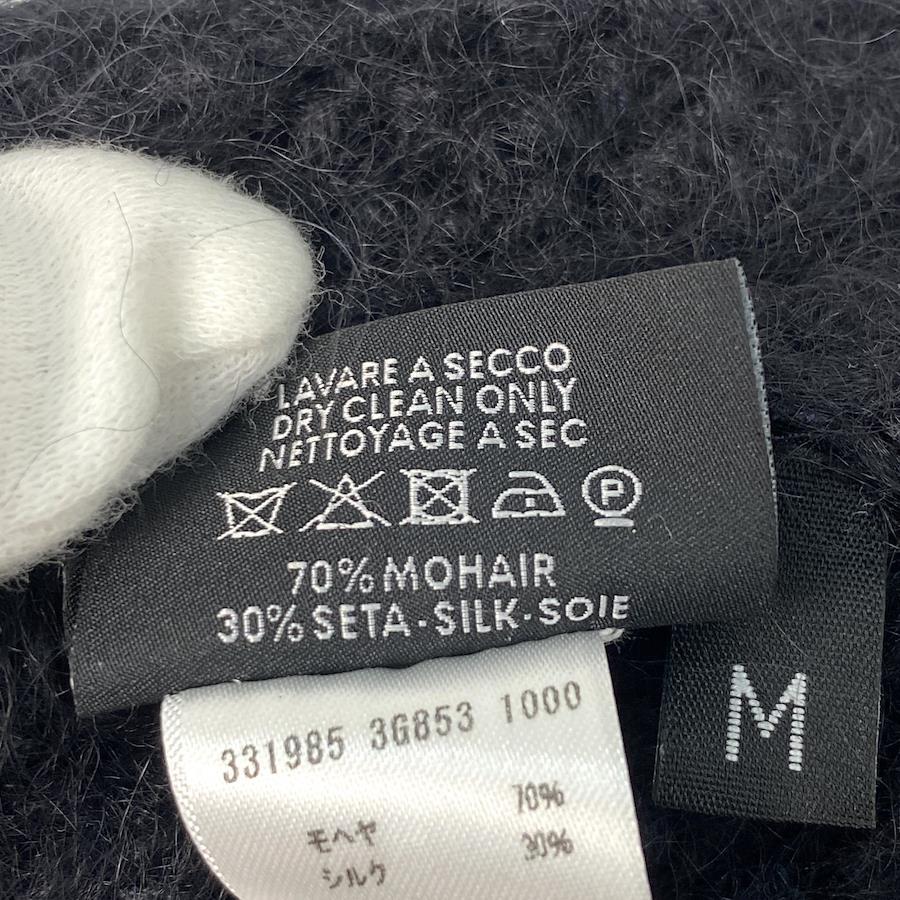 LAVARE A SECCO
DRY CLEAN ONLY
NETTOYAGE A SEC
P
70% MOHAIR
30% SETA·SILK·SOIE
M
331985 3G853 1000
モヘヤ 70%
シルク 30%